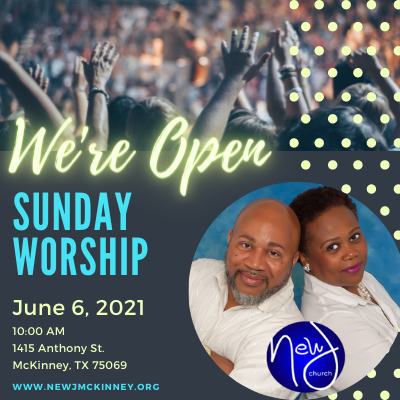 We're Open
SUNDAY
WORSHIP
June 6, 2021
10:00 AM
1415 Anthony St.
McKinney, TX 75069
WWW.NEWJMCKINNEY.ORG
New J
church